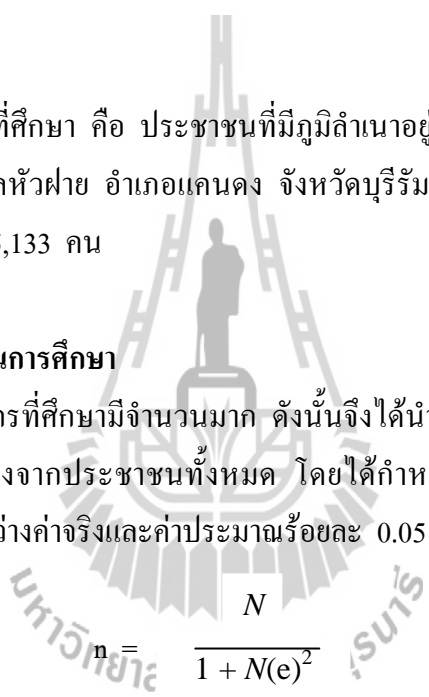 ที่ศึกษา คือ ประชาชนที่มีภูมิลำเนาอยู่
หัวฝาย อำเภอแคนดง จังหวัดบุรีรัม
,133 คน
นการศึกษา
รที่ศึกษามีจำนวนมาก ดังนั้นจึงได้นำ
งจากประชาชนทั้งหมด โดยได้กำห
ว่างค่าจริงและค่าประมาณร้อยละ 0.05
n = N / 1 + N(e)²